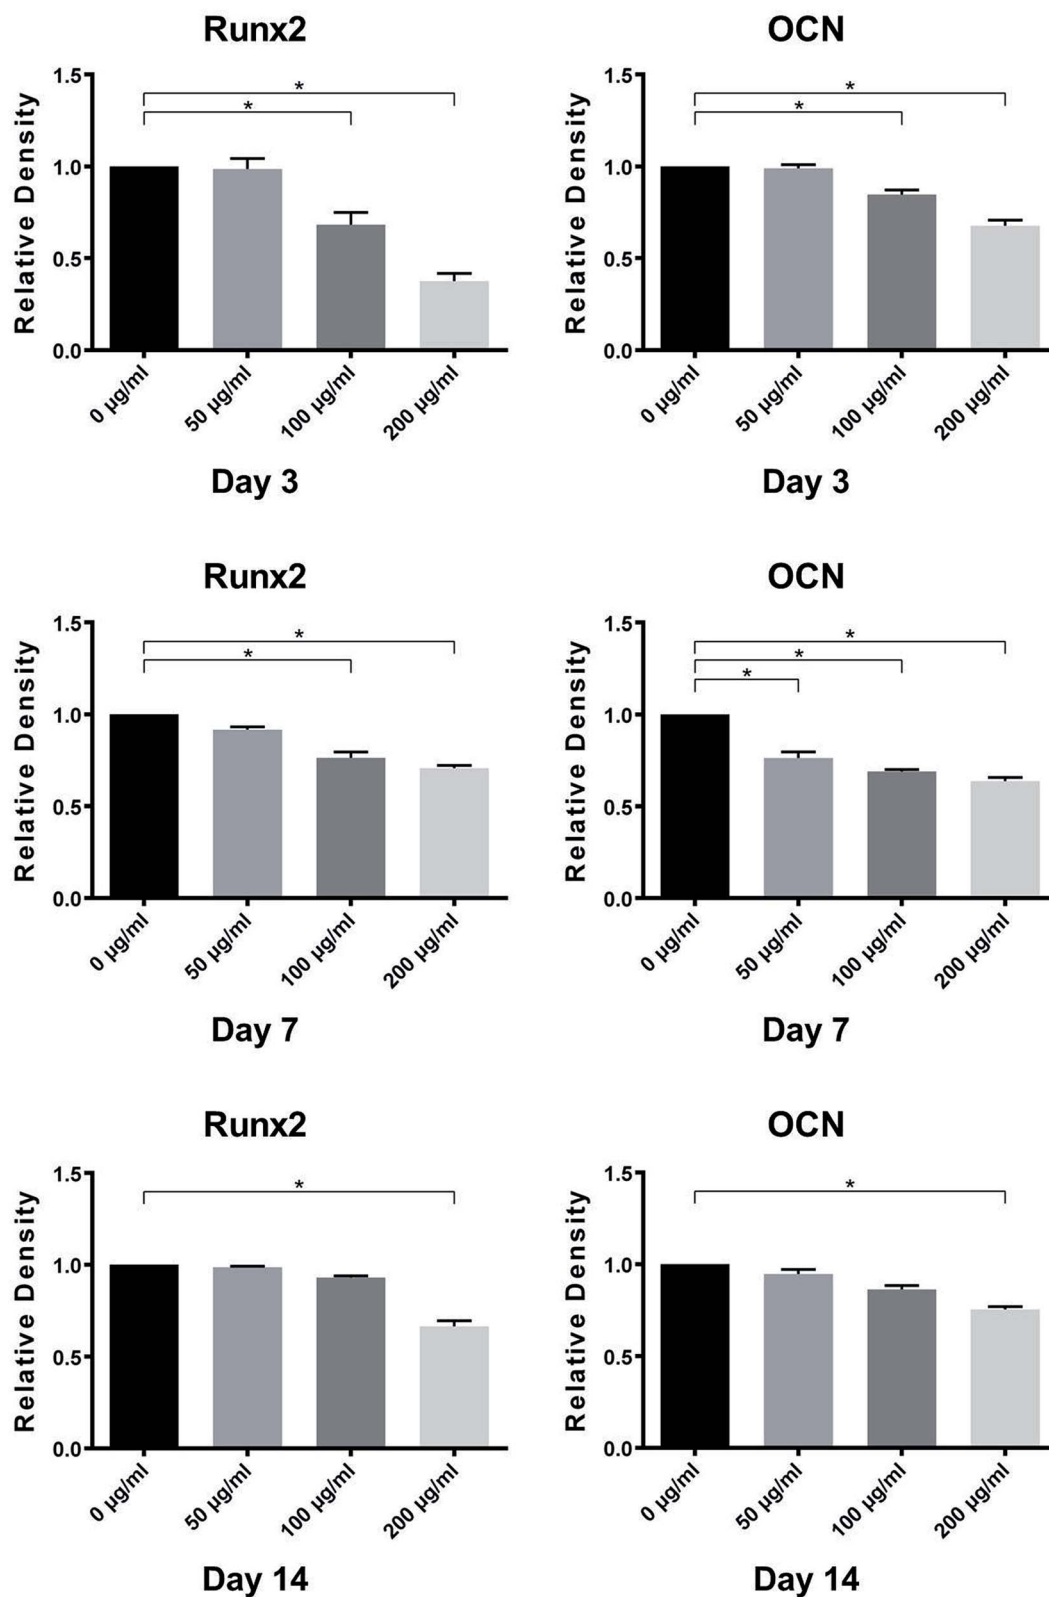 Runx2
Relative Density
1.5
1.0
0.5
0.0
*
*
0 µg/ml
50 µg/ml
100 µg/ml
200 µg/ml
Day 3
OCN
Relative Density
1.5
1.0
0.5
0.0
*
*
0 µg/ml
50 µg/ml
100 µg/ml
200 µg/ml
Day 3
Runx2
Relative Density
1.5
1.0
0.5
0.0
*
*
0 µg/ml
50 µg/ml
100 µg/ml
200 µg/ml
Day 7
OCN
Relative Density
1.5
1.0
0.5
0.0
*
*
*
0 µg/ml
50 µg/ml
100 µg/ml
200 µg/ml
Day 7
Runx2
Relative Density
1.5
1.0
0.5
0.0
*
0 µg/ml
50 µg/ml
100 µg/ml
200 µg/ml
Day 14
OCN
Relative Density
1.5
1.0
0.5
0.0
*
0 µg/ml
50 µg/ml
100 µg/ml
200 µg/ml
Day 14